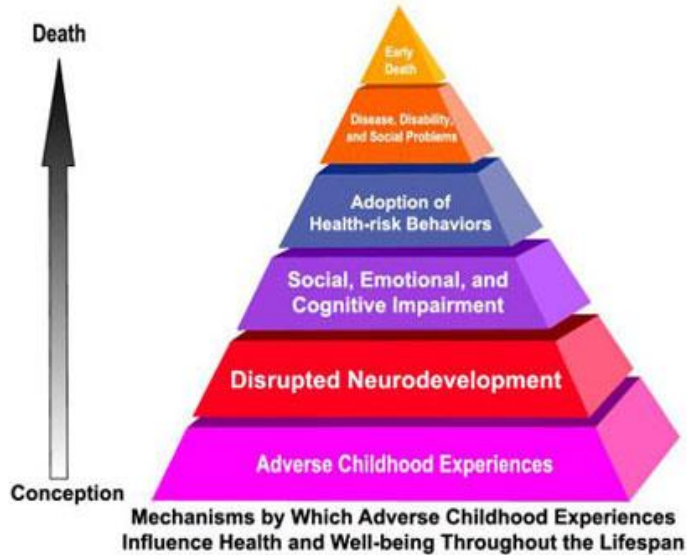 Death
Early
Death
Disease, Disability,
and Social Problems
Adoption of
Health-risk Behaviors
Social, Emotional, and
Cognitive Impairment
Disrupted Neurodevelopment
Adverse Childhood Experiences
Conception
Mechanisms by Which Adverse Childhood Experiences
Influence Health and Well-being Throughout the Lifespan